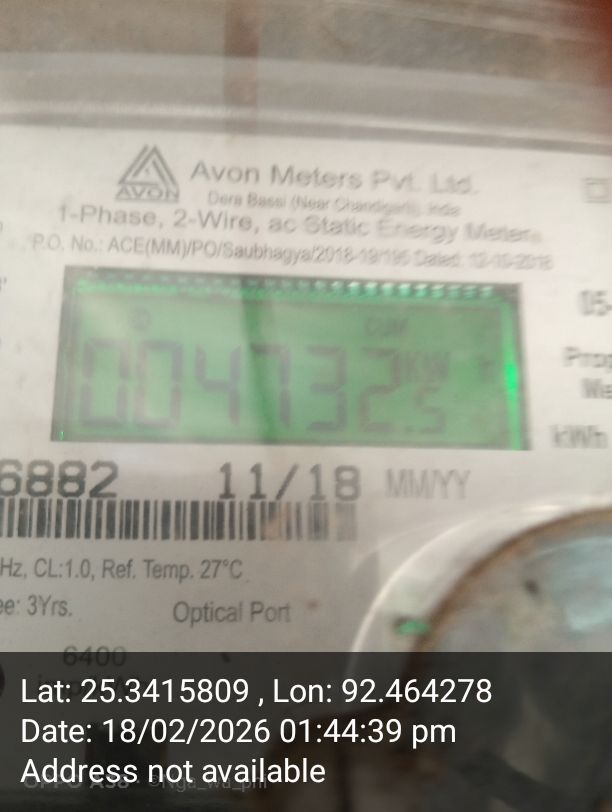 AVON
Avon Meters Pvt. Ltd.
Dera Bassi (Near Chandigarh), India
1-Phase, 2-Wire, ac Static Energy Meter
P.O. No.: ACE(MM)/PO/Saubhagya/2018-19/195 Dated: 12-10-2018
05-
CUM
004732.5 KW
kWh
6882 11/18 MM/YY
Hz, CL:1.0, Ref. Temp. 27°C
ee: 3Yrs. Optical Port
6400
Lat: 25.3415809 , Lon: 92.464278
Date: 18/02/2026 01:44:39 pm
Address not available